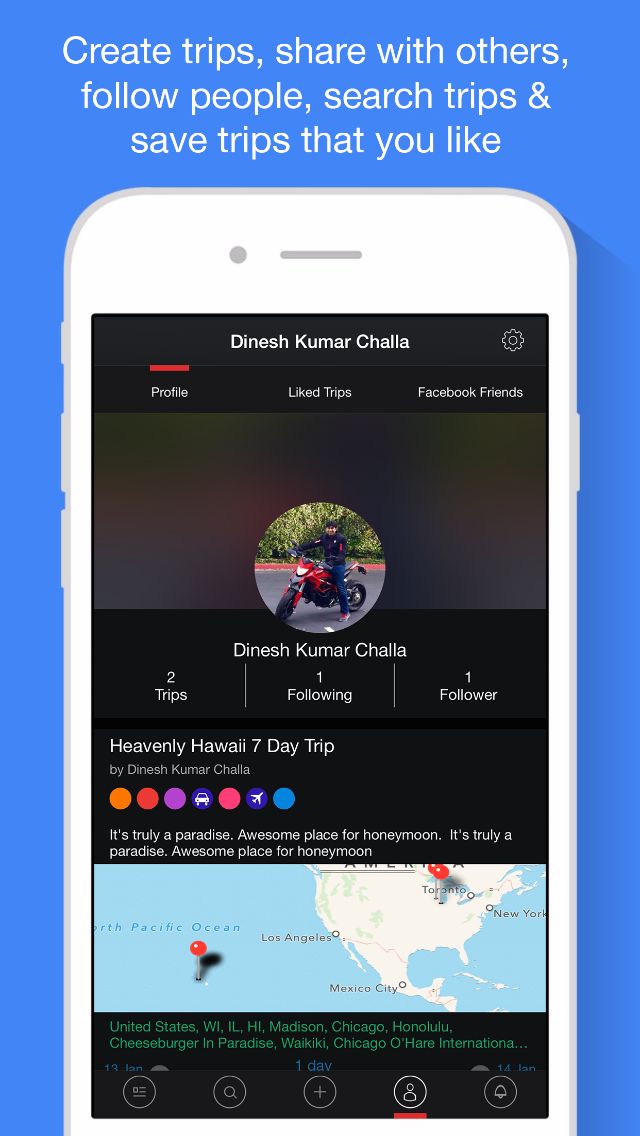 Create trips, share with others,
follow people, search trips &
save trips that you like
Dinesh Kumar Challa
Profile
Liked Trips
Facebook Friends
Dinesh Kumar Challa
2
Trips
1
Following
1
Follower
Heavenly Hawaii 7 Day Trip
by Dinesh Kumar Challa
It's truly a paradise. Awesome place for honeymoon.  It's truly a
paradise. Awesome place for honeymoon
Toronto
New York
rth Pacific Ocean
Los Angeles
Mexico City
United States, WI, IL, HI, Madison, Chicago, Honolulu,
Cheeseburger In Paradise, Waikiki, Chicago O'Hare Internationa...
13 Jan
1 day
14 Jan